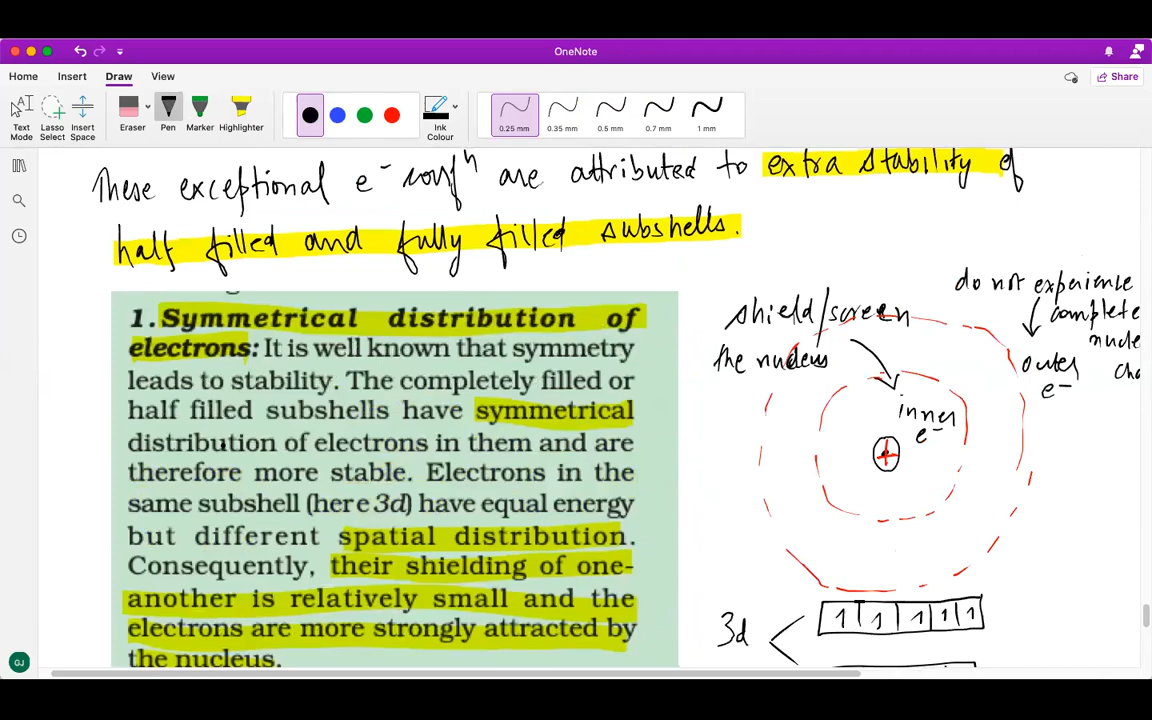 OneNote
Home Insert Draw View
Share
Text Mode
Lasso Select
Insert Space
Eraser
Pen
Marker
Highlighter
Ink Colour
0.25 mm 0.35 mm 0.5 mm 0.7 mm 1 mm
These exceptional e⁻ confⁿ are attributed to extra stability of
half filled and fully filled subshells.
1. Symmetrical distribution of
electrons: It is well known that symmetry
leads to stability. The completely filled or
half filled subshells have symmetrical
distribution of electrons in them and are
therefore more stable. Electrons in the
same subshell (here 3d) have equal energy
but different spatial distribution.
Consequently, their shielding of one-
another is relatively small and the
electrons are more strongly attracted by
the nucleus.
shield/screen
the nucleus
do not experience
complete
outer
e⁻
inner
e⁻
+
3d
1 1 1 1 1
GJ